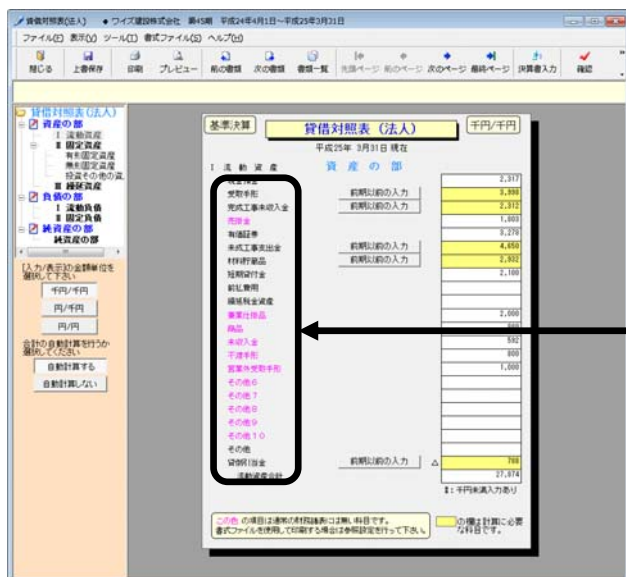 貸借対照表(法人) ◆ ワイズ建設株式会社 第45期 平成24年4月1日～平成25年3月31日
ファイル(F) 表示(V) ツール(T) 書式ファイル(S) ヘルプ(H)
閉じる 上書保存 印刷 プレビュー 前の書類 次の書類 書類一覧 先頭ページ 前のページ 次のページ 最終ページ 決算書入力 確認
貸借対照表(法人)
資産の部
Ⅰ 流動資産
Ⅱ 固定資産
有形固定資産
無形固定資産
投資その他の資
Ⅲ 繰延資産
負債の部
Ⅰ 流動負債
Ⅱ 固定負債
純資産の部
純資産の部
[入力/表示]の金額単位を
選択して下さい
千円/千円
円/千円
円/円
合計の自動計算を行うか
選択してください
自動計算する
自動計算しない
基準決算 貸借対照表 (法人) 千円/千円
平成25年 3月31日 現在
Ⅰ 流動資産 資産の部
2,317
受取手形 前期以前の入力 3,998
完成工事未収入金 前期以前の入力 2,312
売掛金 1,803
有価証券 3,278
未成工事支出金 前期以前の入力 4,650
材料貯蔵品 前期以前の入力 2,932
短期貸付金 2,100
前払費用
繰延税金資産
兼業仕掛品 2,000
商品
未収入金 592
不渡手形 800
営業外受取手形 1,000
その他6
その他7
その他8
その他9
その他10
その他
貸倒引当金 前期以前の入力 △ 788
流動資産合計 27,874
‡:千円未満入力あり
この色 の項目は通常の財務諸表には無い科目です。
書式ファイルを使用して印刷する場合は参照設定を行って下さい。
の欄は計算に必要
な科目です。